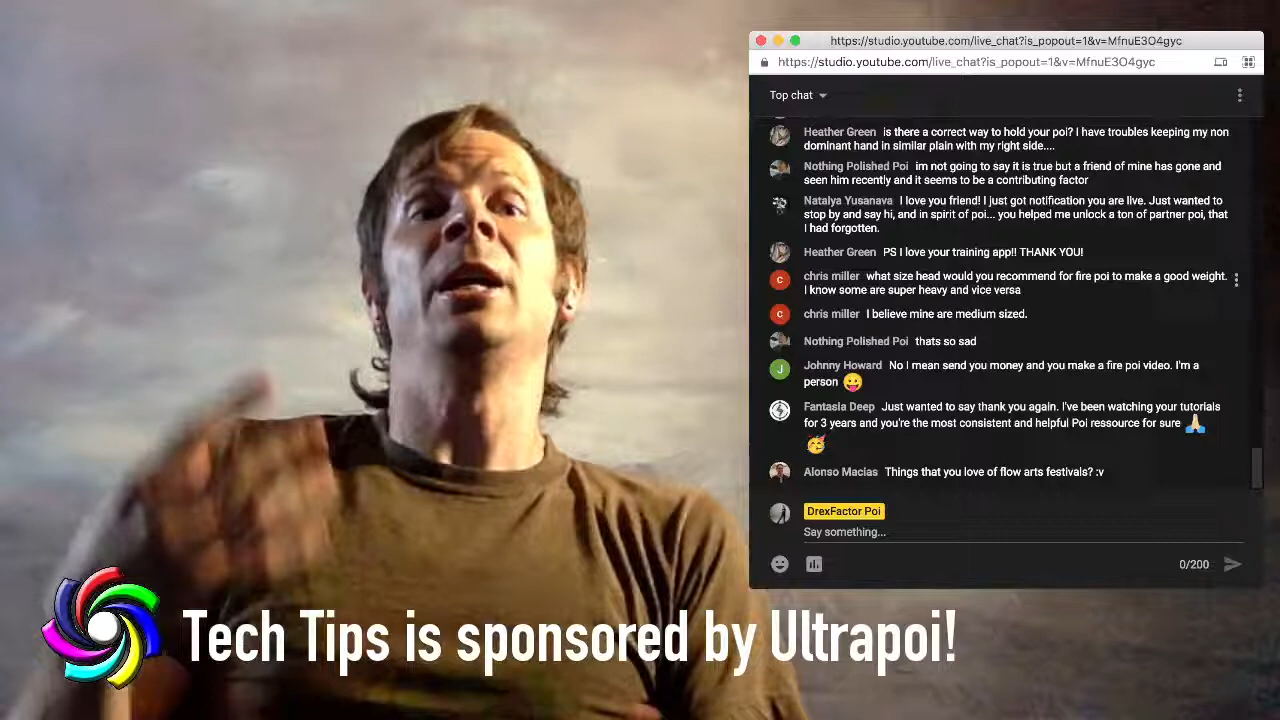 https://studio.youtube.com/live_chat?is_popout=1&v=MfnuE3O4gyc
https://studio.youtube.com/live_chat?is_popout=1&v=MfnuE3O4gyc
Top chat
Heather Green is there a correct way to hold your poi? I have troubles keeping my non
dominant hand in similar plain with my right side....
Nothing Polished Poi im not going to say it is true but a friend of mine has gone and
seen him recently and it seems to be a contributing factor
Natalya Yusanava I love you friend! I just got notification you are live. Just wanted to
stop by and say hi, and in spirit of poi... you helped me unlock a ton of partner poi, that
I had forgotten.
Heather Green PS I love your training app!! THANK YOU!
chris miller what size head would you recommend for fire poi to make a good weight.
I know some are super heavy and vice versa
C
chris miller I believe mine are medium sized.
C
Nothing Polished Poi thats so sad
Johnny Howard No I mean send you money and you make a fire poi video. I'm a
person 😛
J
Fantasia Deep Just wanted to say thank you again. I've been watching your tutorials
for 3 years and you're the most consistent and helpful Poi ressource for sure 🙏🏼
🥳
Alonso Macias Things that you love of flow arts festivals? :v
DrexFactor Poi
Say something...
0/200
Tech Tips is sponsored by Ultrapoi!